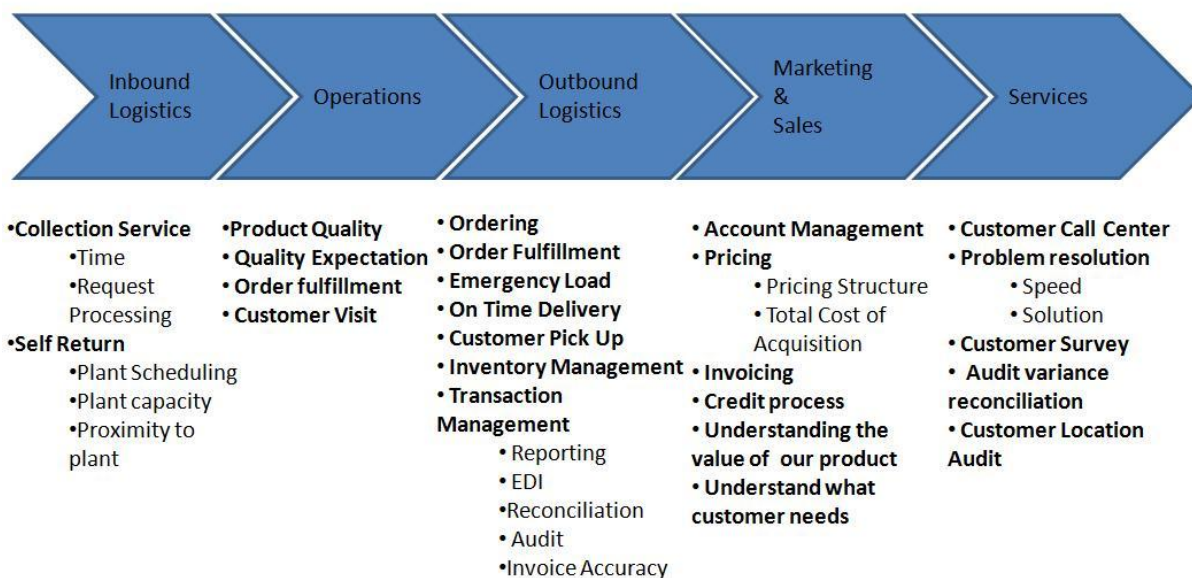 Inbound
Logistics
Operations
Outbound
Logistics
Marketing
&
Sales
Services
•Collection Service
•Time
•Request
Processing
•Self Return
•Plant Scheduling
•Plant capacity
•Proximity to
plant
•Product Quality
• Quality Expectation
• Order fulfillment
• Customer Visit
• Ordering
• Order Fulfillment
• Emergency Load
• On Time Delivery
• Customer Pick Up
• Inventory Management
• Transaction
Management
• Reporting
• EDI
•Reconciliation
• Audit
•Invoice Accuracy
• Account Management
• Pricing
• Pricing Structure
• Total Cost of
Acquisition
• Invoicing
• Credit process
• Understanding the
value of our product
• Understand what
customer needs
• Customer Call Center
• Problem resolution
• Speed
• Solution
• Customer Survey
• Audit variance
reconciliation
• Customer Location
Audit